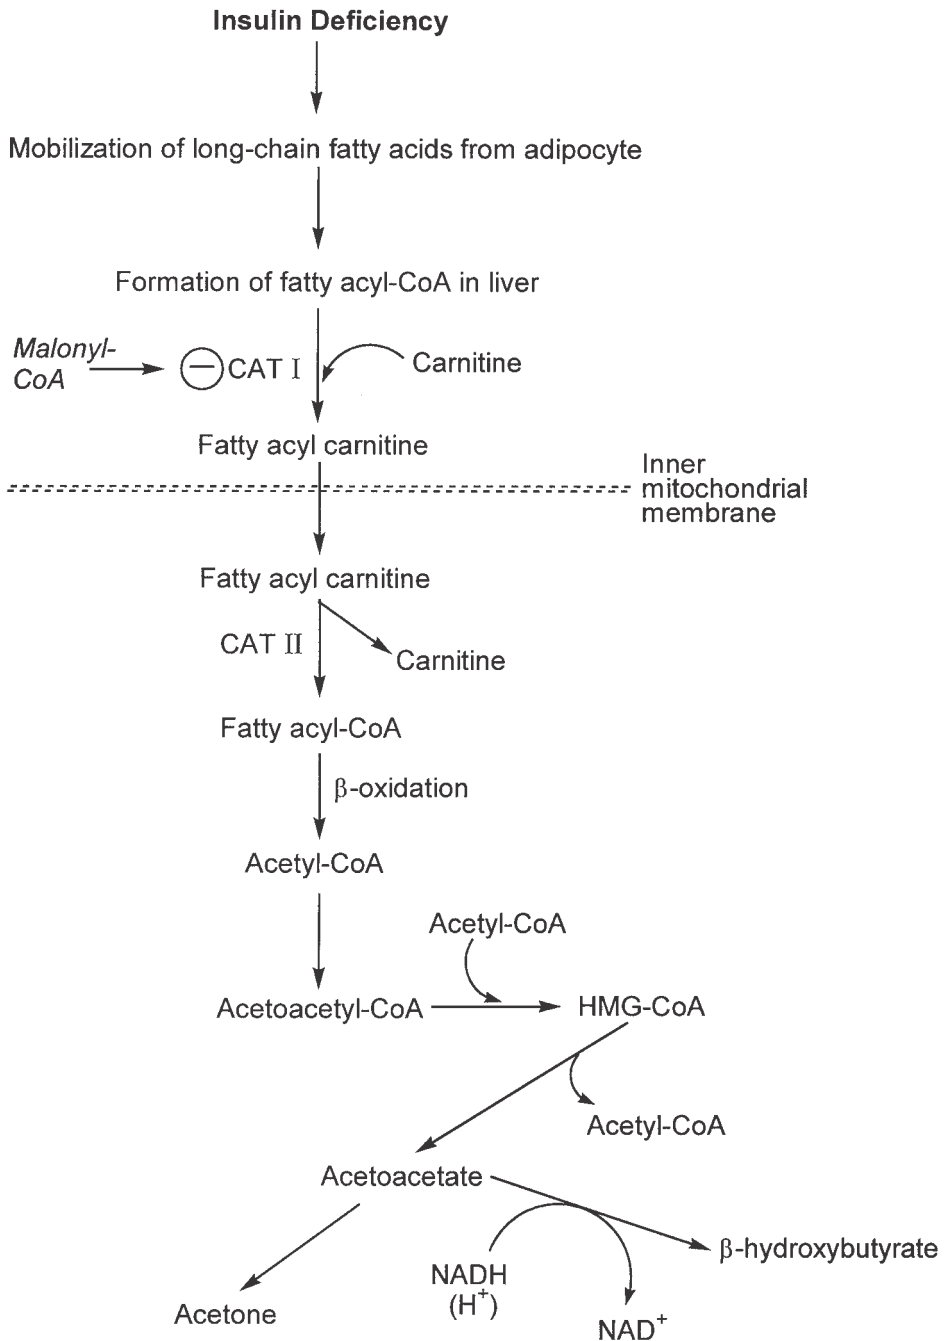 Insulin Deficiency
Mobilization of long-chain fatty acids from adipocyte
Formation of fatty acyl-CoA in liver
Malonyl-
CoA
− CAT I
Carnitine
Fatty acyl carnitine
Inner
mitochondrial
membrane
Fatty acyl carnitine
CAT II
Carnitine
Fatty acyl-CoA
β-oxidation
Acetyl-CoA
Acetyl-CoA
Acetoacetyl-CoA
HMG-CoA
Acetyl-CoA
Acetoacetate
β-hydroxybutyrate
NADH
(H⁺)
Acetone
NAD⁺